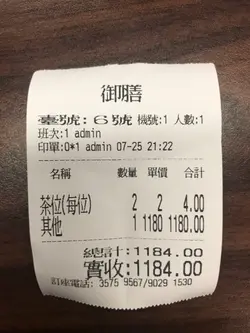 御膳
臺號: 6號 機號:1 人數:1
班次:1 admin
印單:0*1 admin 07-25 21:22
名稱 數量 單價 合計
茶位(每位) 2 2 4.00
其他 1 1180 1180.00
總計:1184.00
實收:1184.00
訂座電話: 3575 9567/9029 1530